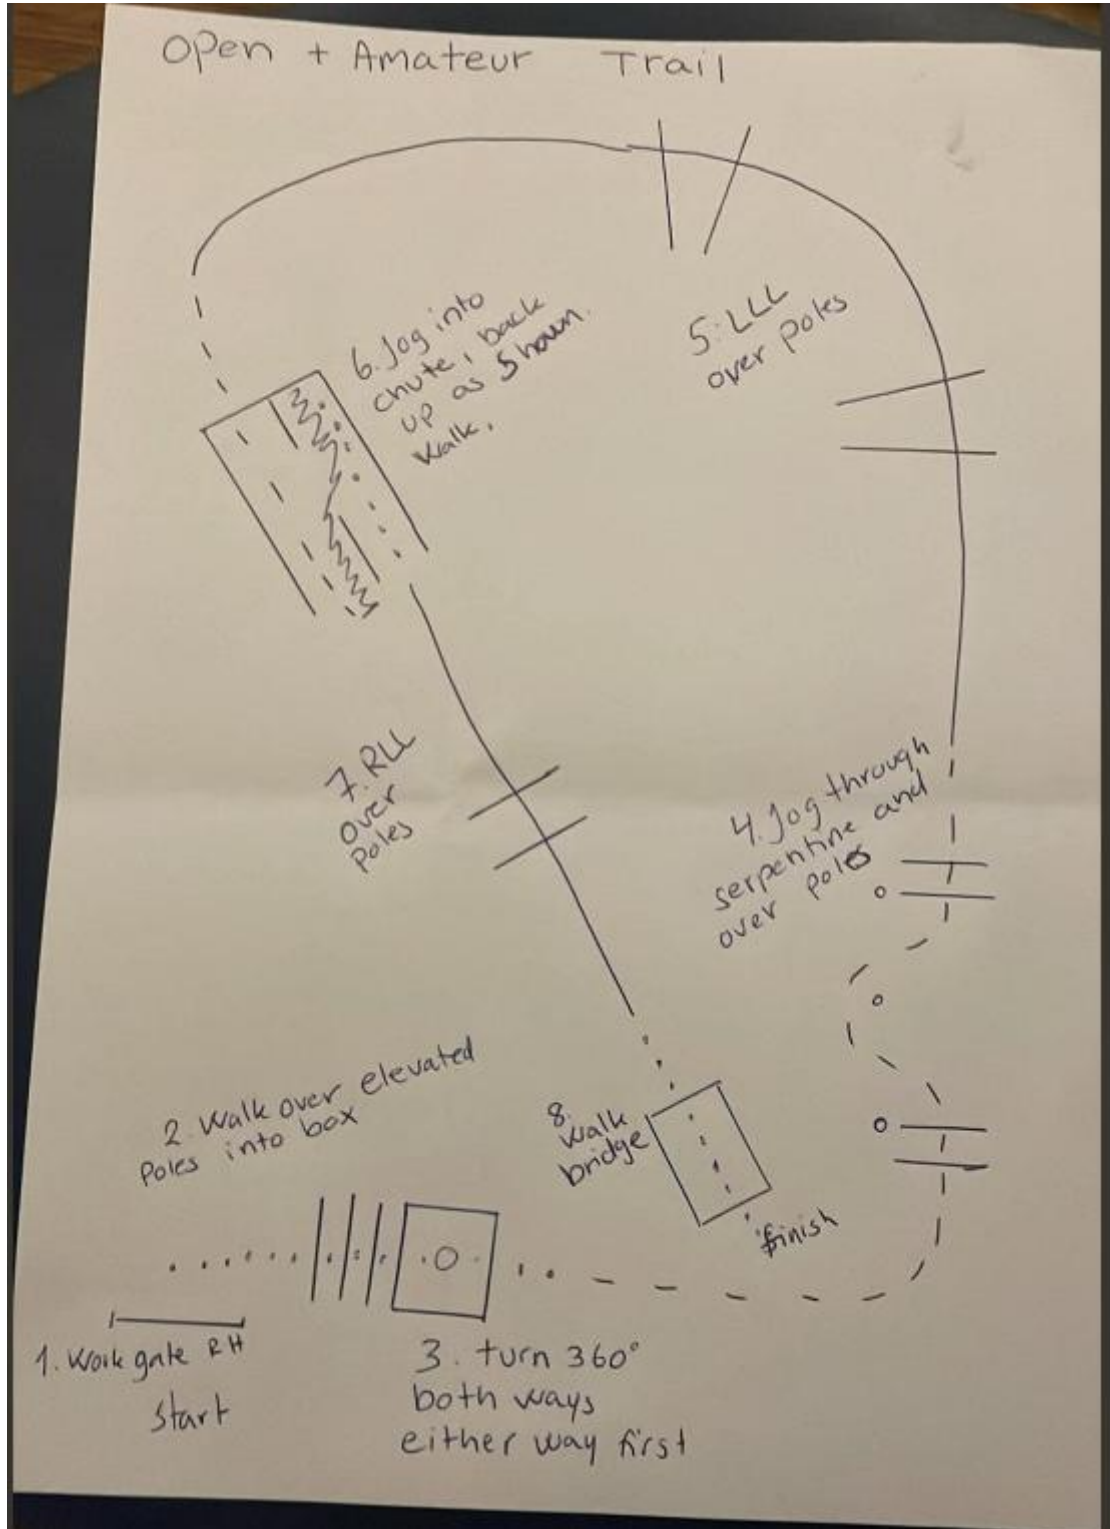 Open + Amateur Trail
6. Jog into
chute, back
up as shown.
Walk.
5. LLL
over poles
7. RLL
over
Poles
4. Jog through
serpentine and
over poles
2. Walk over elevated
Poles into box
8.
walk
bridge
finish
1. Work gate RH
Start
3. turn 360°
both ways
either way first